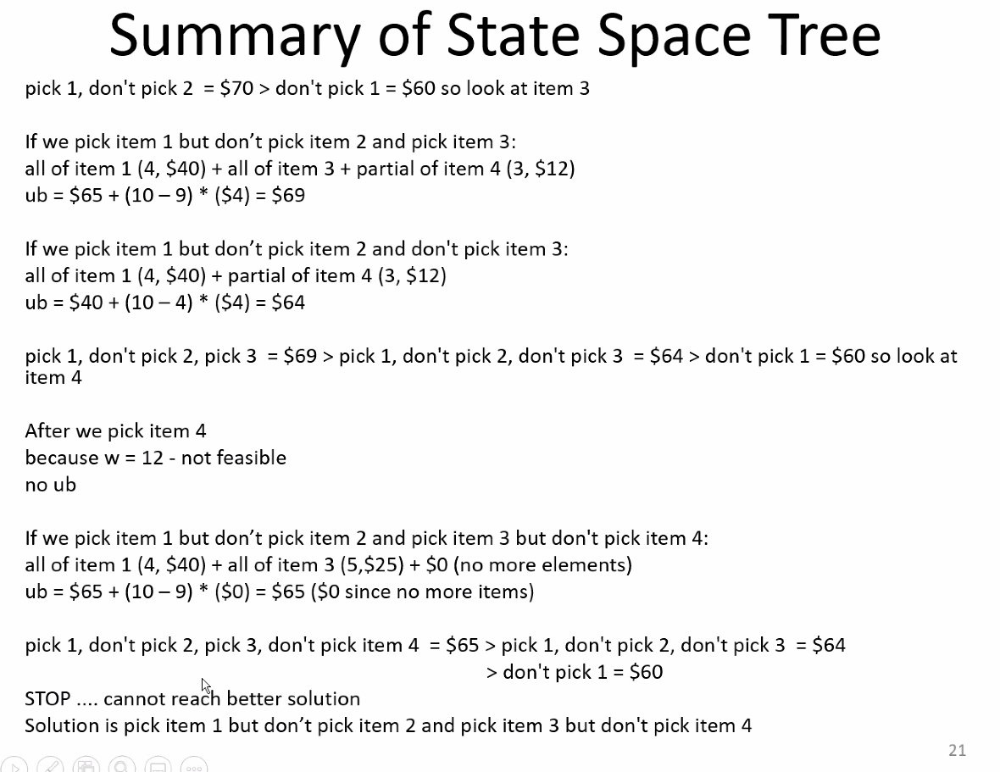 Summary of State Space Tree
pick 1, don't pick 2  = $70 > don't pick 1 = $60 so look at item 3
If we pick item 1 but don’t pick item 2 and pick item 3:
all of item 1 (4, $40) + all of item 3 + partial of item 4 (3, $12)
ub = $65 + (10 – 9) * ($4) = $69
If we pick item 1 but don’t pick item 2 and don't pick item 3:
all of item 1 (4, $40) + partial of item 4 (3, $12)
ub = $40 + (10 – 4) * ($4) = $64
pick 1, don't pick 2, pick 3  = $69 > pick 1, don't pick 2, don't pick 3  = $64 > don't pick 1 = $60 so look at
item 4
After we pick item 4
because w = 12 - not feasible
no ub
If we pick item 1 but don’t pick item 2 and pick item 3 but don't pick item 4:
all of item 1 (4, $40) + all of item 3 (5,$25) + $0 (no more elements)
ub = $65 + (10 – 9) * ($0) = $65 ($0 since no more items)
pick 1, don't pick 2, pick 3, don't pick item 4  = $65 > pick 1, don't pick 2, don't pick 3  = $64
> don't pick 1 = $60
STOP .... cannot reach better solution
Solution is pick item 1 but don’t pick item 2 and pick item 3 but don't pick item 4
21